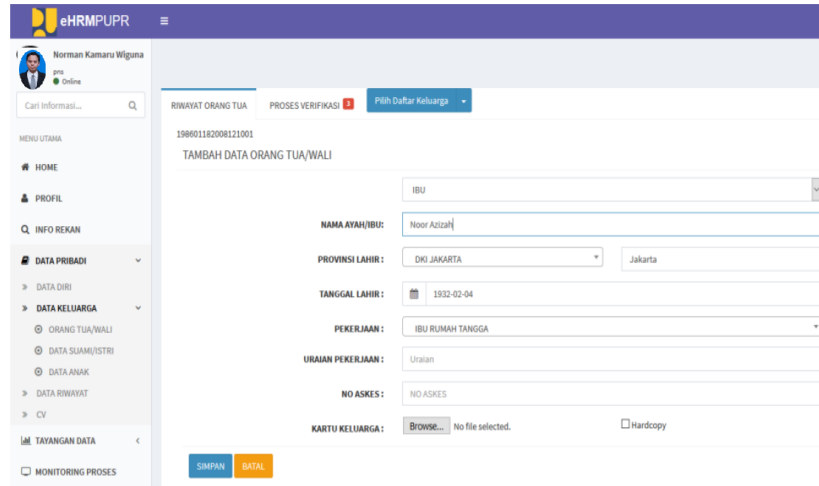 eHRMPUPR
Norman Kamaru Wiguna
pns
Online
Cari Informasi...
MENU UTAMA
HOME
PROFIL
INFO REKAN
DATA PRIBADI
DATA DIRI
DATA KELUARGA
ORANG TUA/WALI
DATA SUAMI/ISTRI
DATA ANAK
DATA RIWAYAT
CV
TAYANGAN DATA
MONITORING PROSES
RIWAYAT ORANG TUA PROSES VERIFIKASI 3 Pilih Daftar Keluarga
198601182008121001
TAMBAH DATA ORANG TUA/WALI
IBU
NAMA AYAH/IBU: Noor Azizah
PROVINSI LAHIR : DKI JAKARTA Jakarta
TANGGAL LAHIR : 1932-02-04
PEKERJAAN : IBU RUMAH TANGGA
URAIAN PEKERJAAN : Uraian
NO ASKES : NO ASKES
KARTU KELUARGA : Browse... No file selected. Hardcopy
SIMPAN BATAL